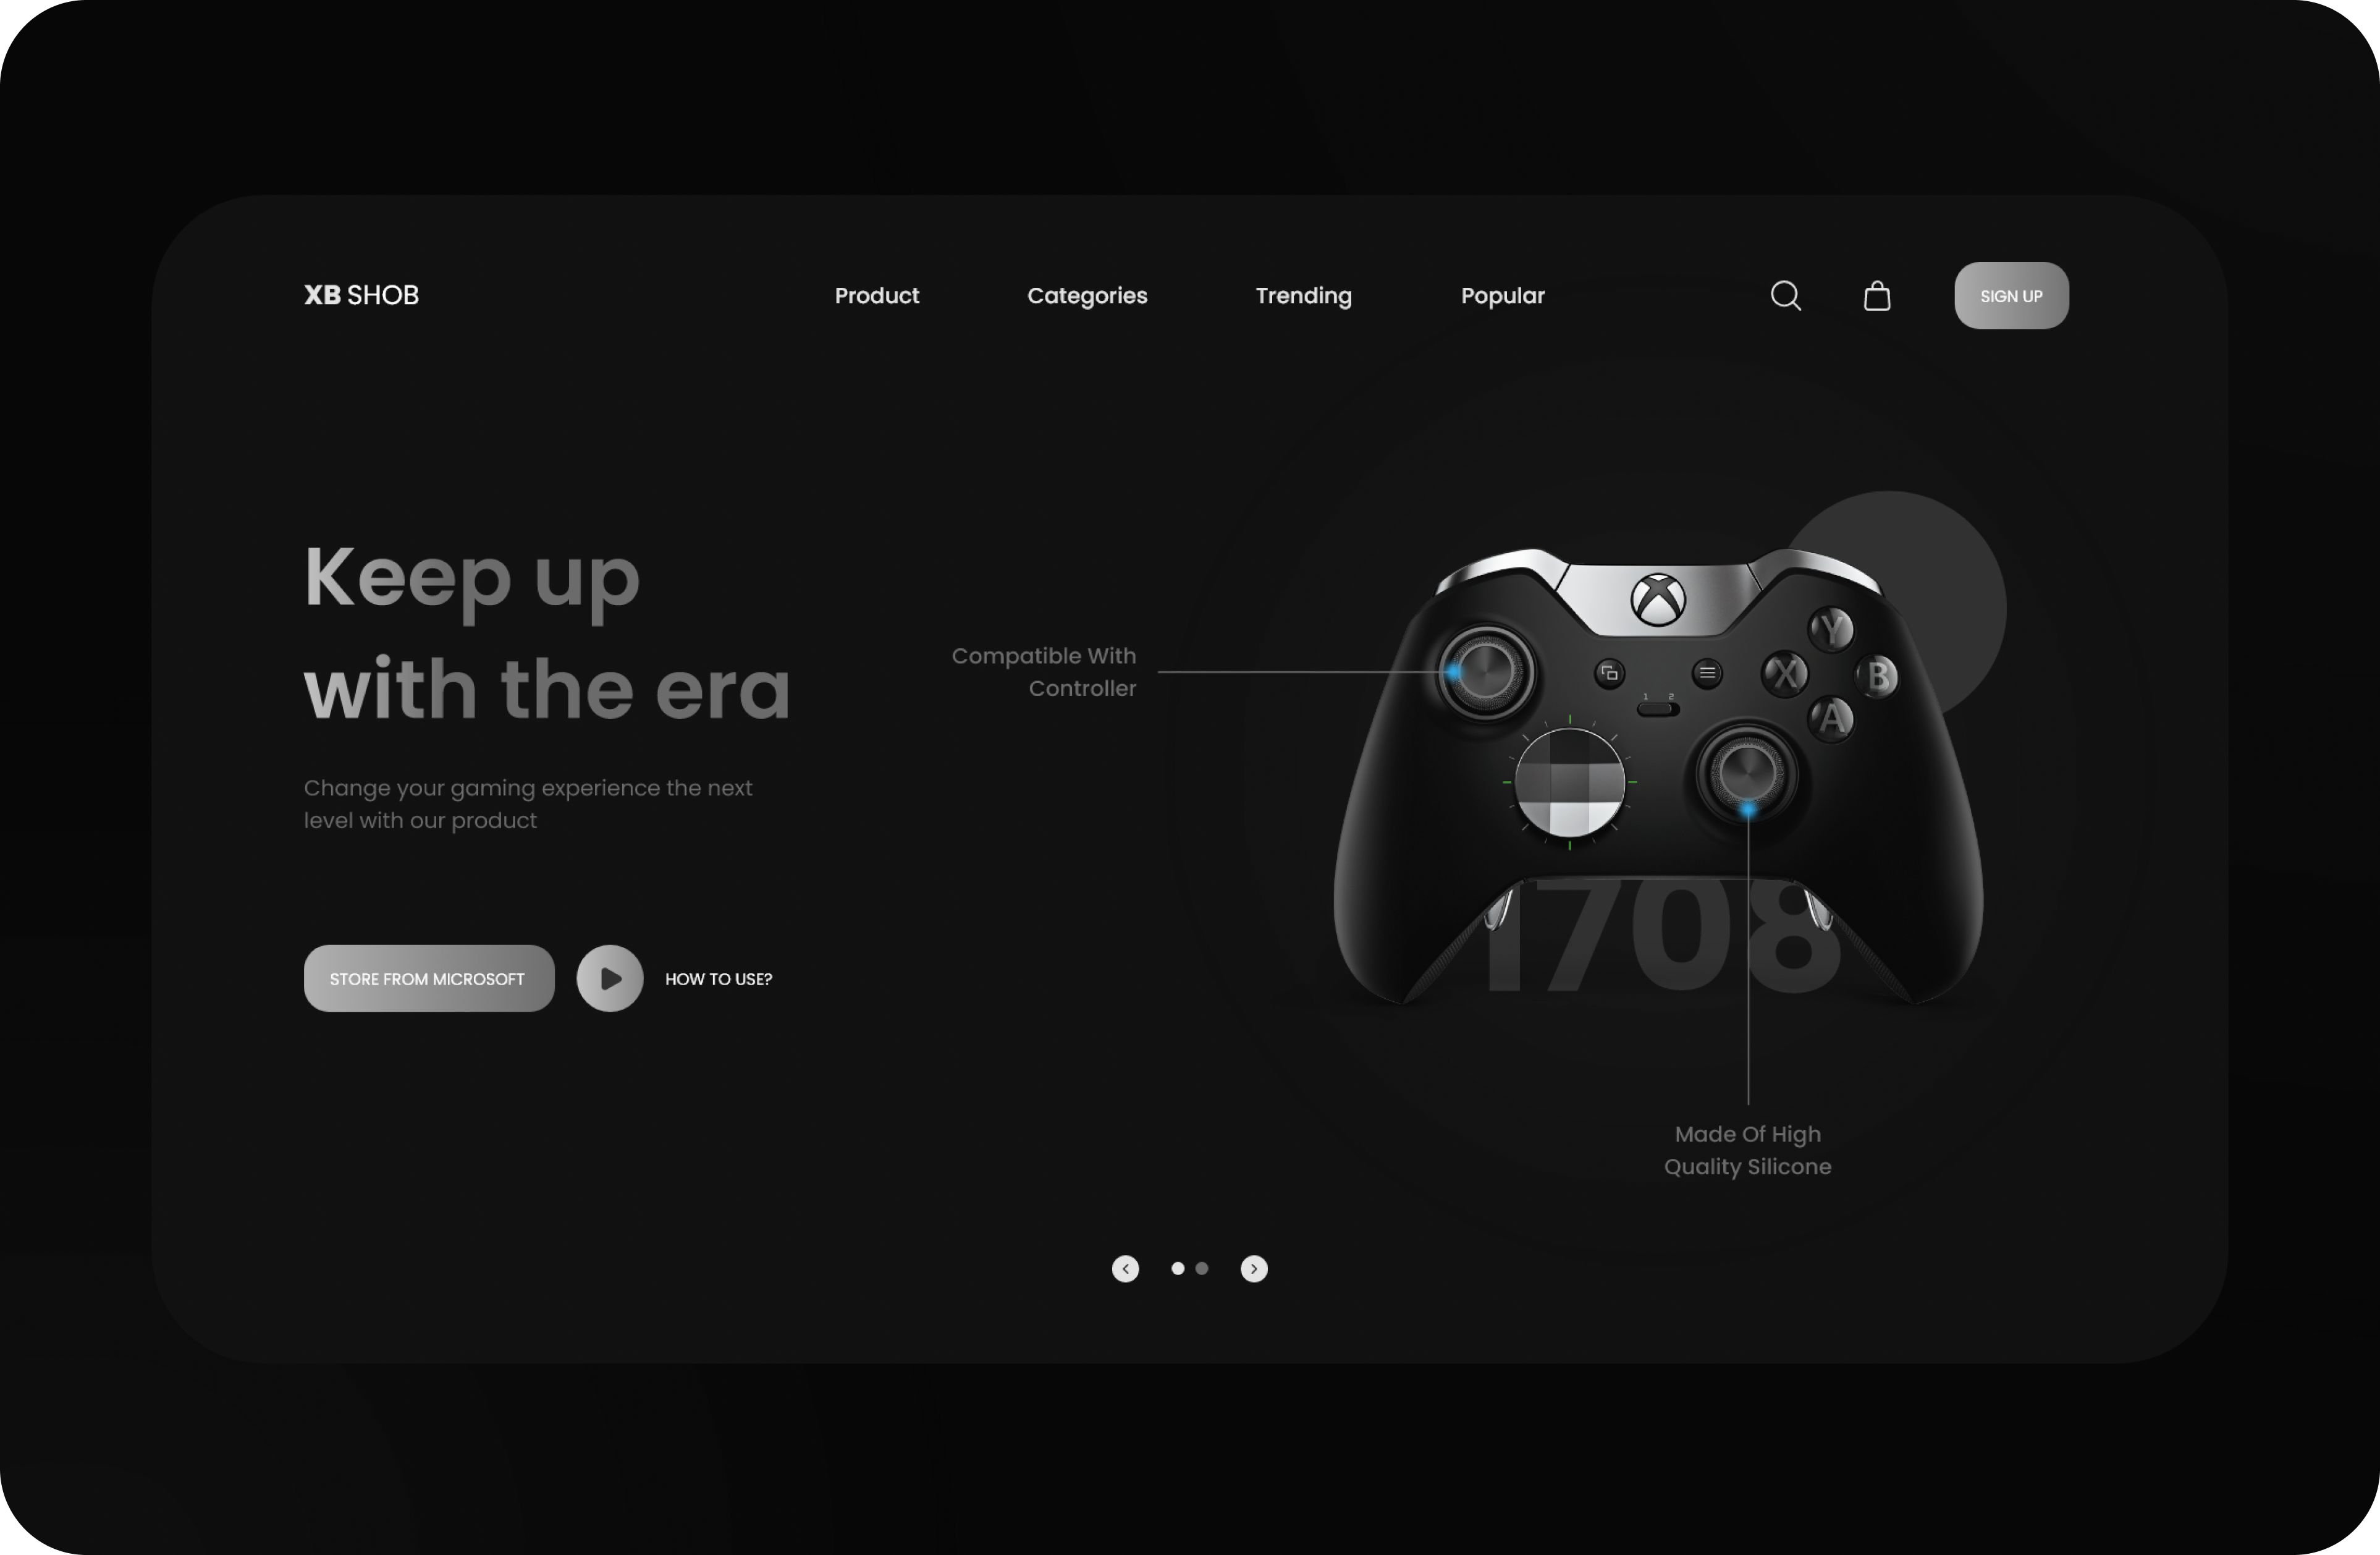 XB SHOB
Product
Categories
Trending
Popular
SIGN UP
Keep up
with the era
Change your gaming experience the next
level with our product
STORE FROM MICROSOFT
HOW TO USE?
Compatible With
Controller
Y
X
B
A
1 2
1708
Made Of High
Quality Silicone